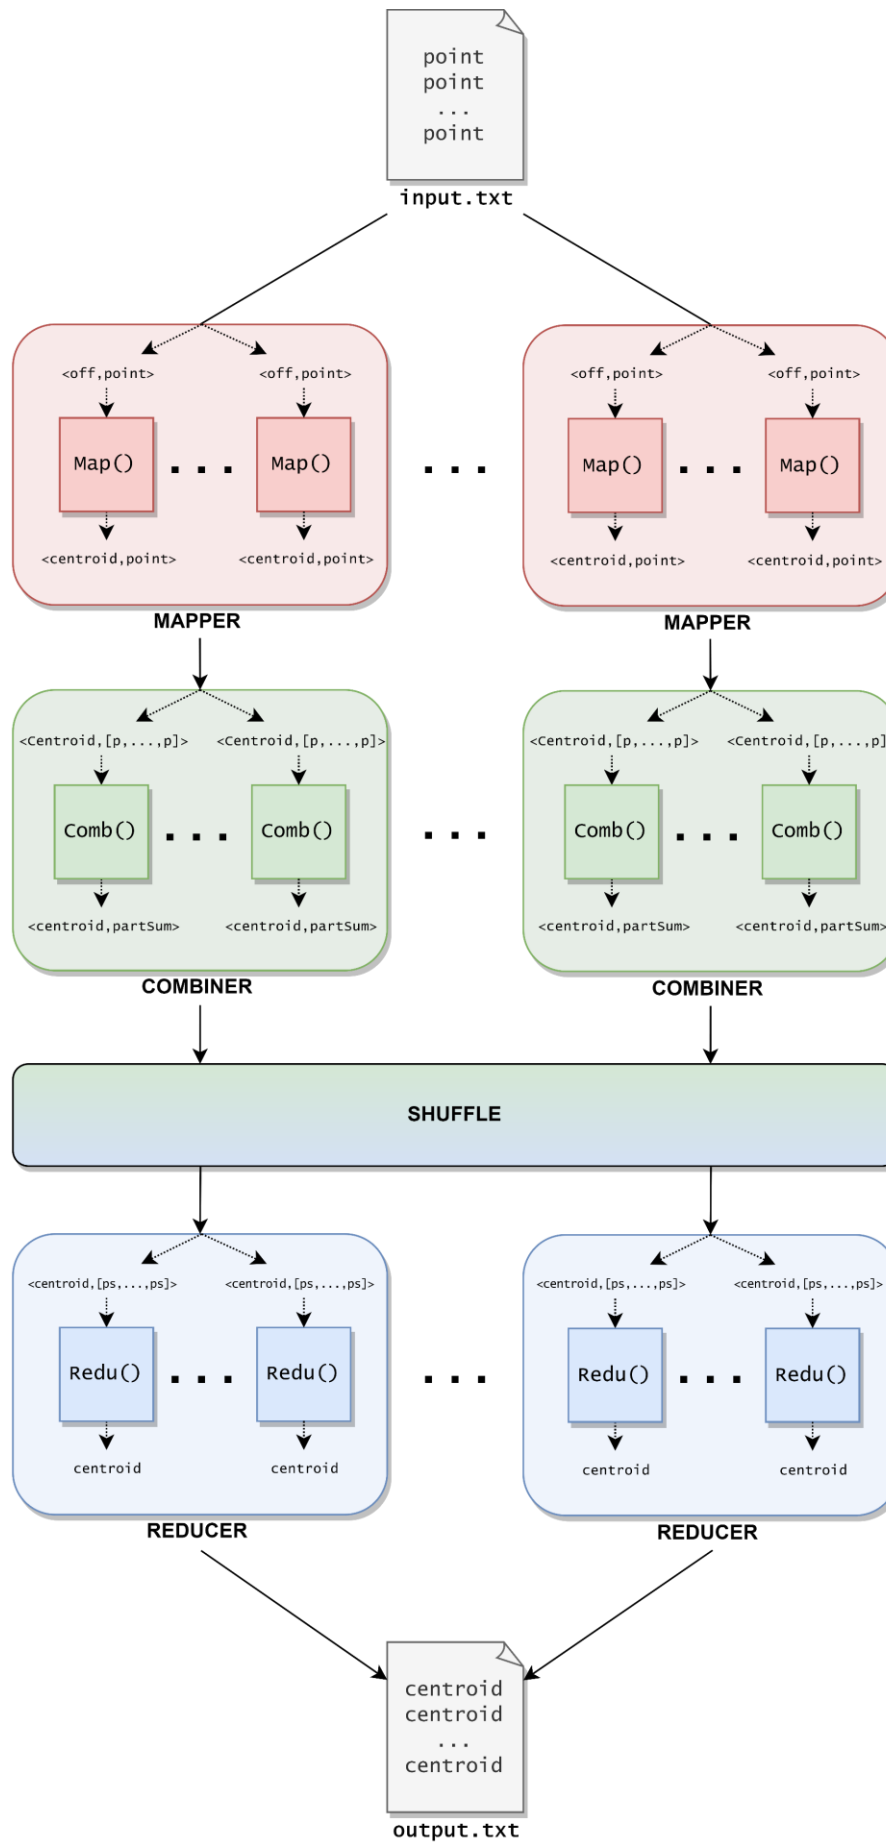 point
point
...
point
input.txt
<off,point> <off,point> <off,point> <off,point>
Map() ... Map() ... Map() ... Map()
<centroid,point> <centroid,point> <centroid,point> <centroid,point>
MAPPER MAPPER
<Centroid,[p,...,p]> <Centroid,[p,...,p]> <Centroid,[p,...,p]> <Centroid,[p,...,p]
Comb() ... Comb() ... Comb() ... Comb()
<centroid,partSum> <centroid,partSum> <centroid,partSum> <centroid,partSum>
COMBINER COMBINER
SHUFFLE
<centroid,[ps,...,ps]> <centroid,[ps,...,ps]> <centroid,[ps,...,ps]> <centroid,[ps,...,ps]>
Redu() ... Redu() ... Redu() ... Redu()
centroid centroid centroid centroid
REDUCER REDUCER
centroid
centroid
...
centroid
output.txt